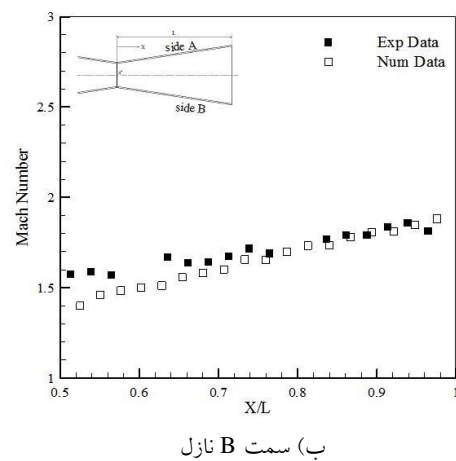 3
2.5
2
1.5
1
Mach Number
L
x
side A
side B
Exp Data
Num Data
0.5 0.6 0.7 0.8 0.9 1
X/L
ب) سمت B نازل